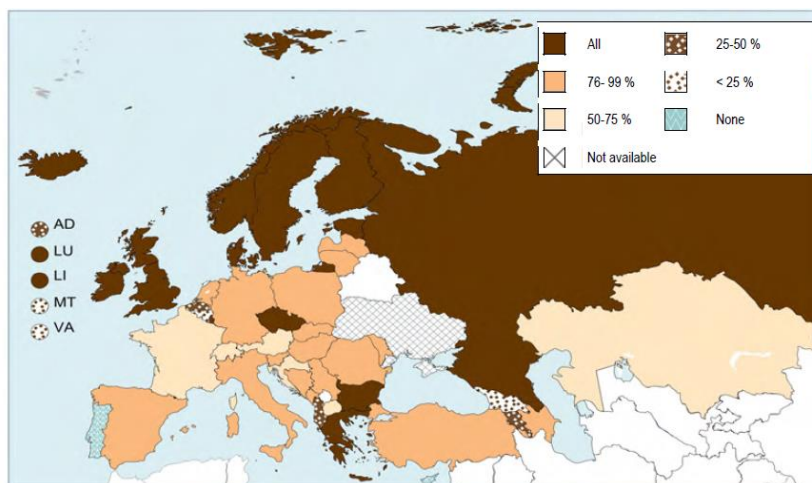 All
25-50 %
76- 99 %
< 25 %
50-75 %
None
Not available
AD
LU
LI
MT
VA